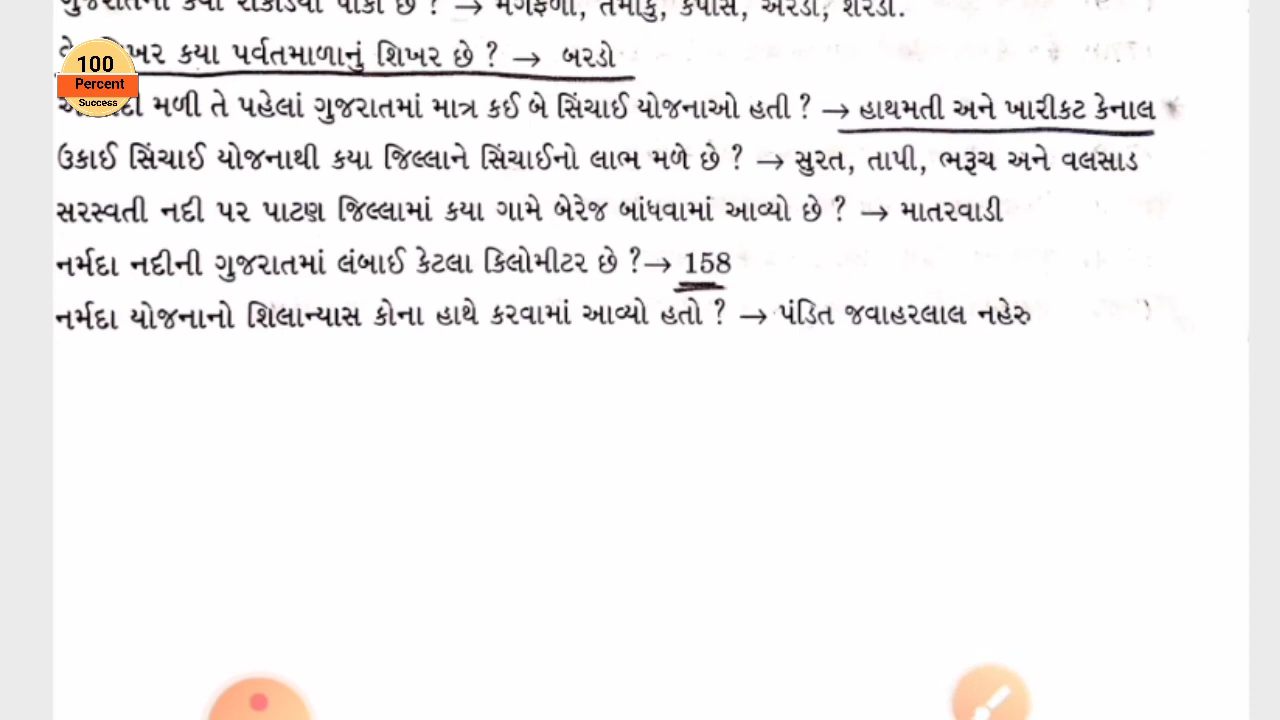 ગુજરાતના કયા રોકડિયા પાકો છે ? → મગફળી, તમાકુ, કપાસ, એરંડા, શેરડી.
શિખર કયા પર્વતમાળાનું શિખર છે ? → બરડો
મળી તે પહેલાં ગુજરાતમાં માત્ર કઈ બે સિંચાઈ યોજનાઓ હતી ? → હાથમતી અને ખારીકટ કેનાલ
ઉકાઈ સિંચાઈ યોજનાથી કયા જિલ્લાને સિંચાઈનો લાભ મળે છે ? → સુરત, તાપી, ભરૂચ અને વલસાડ
સરસ્વતી નદી પર પાટણ જિલ્લામાં કયા ગામે બેરેજ બાંધવામાં આવ્યો છે ? → માતરવાડી
નર્મદા નદીની ગુજરાતમાં લંબાઈ કેટલા કિલોમીટર છે ?→ 158
નર્મદા યોજનાનો શિલાન્યાસ કોના હાથે કરવામાં આવ્યો હતો ? → પંડિત જવાહરલાલ નહેરુ
100
Percent
Success